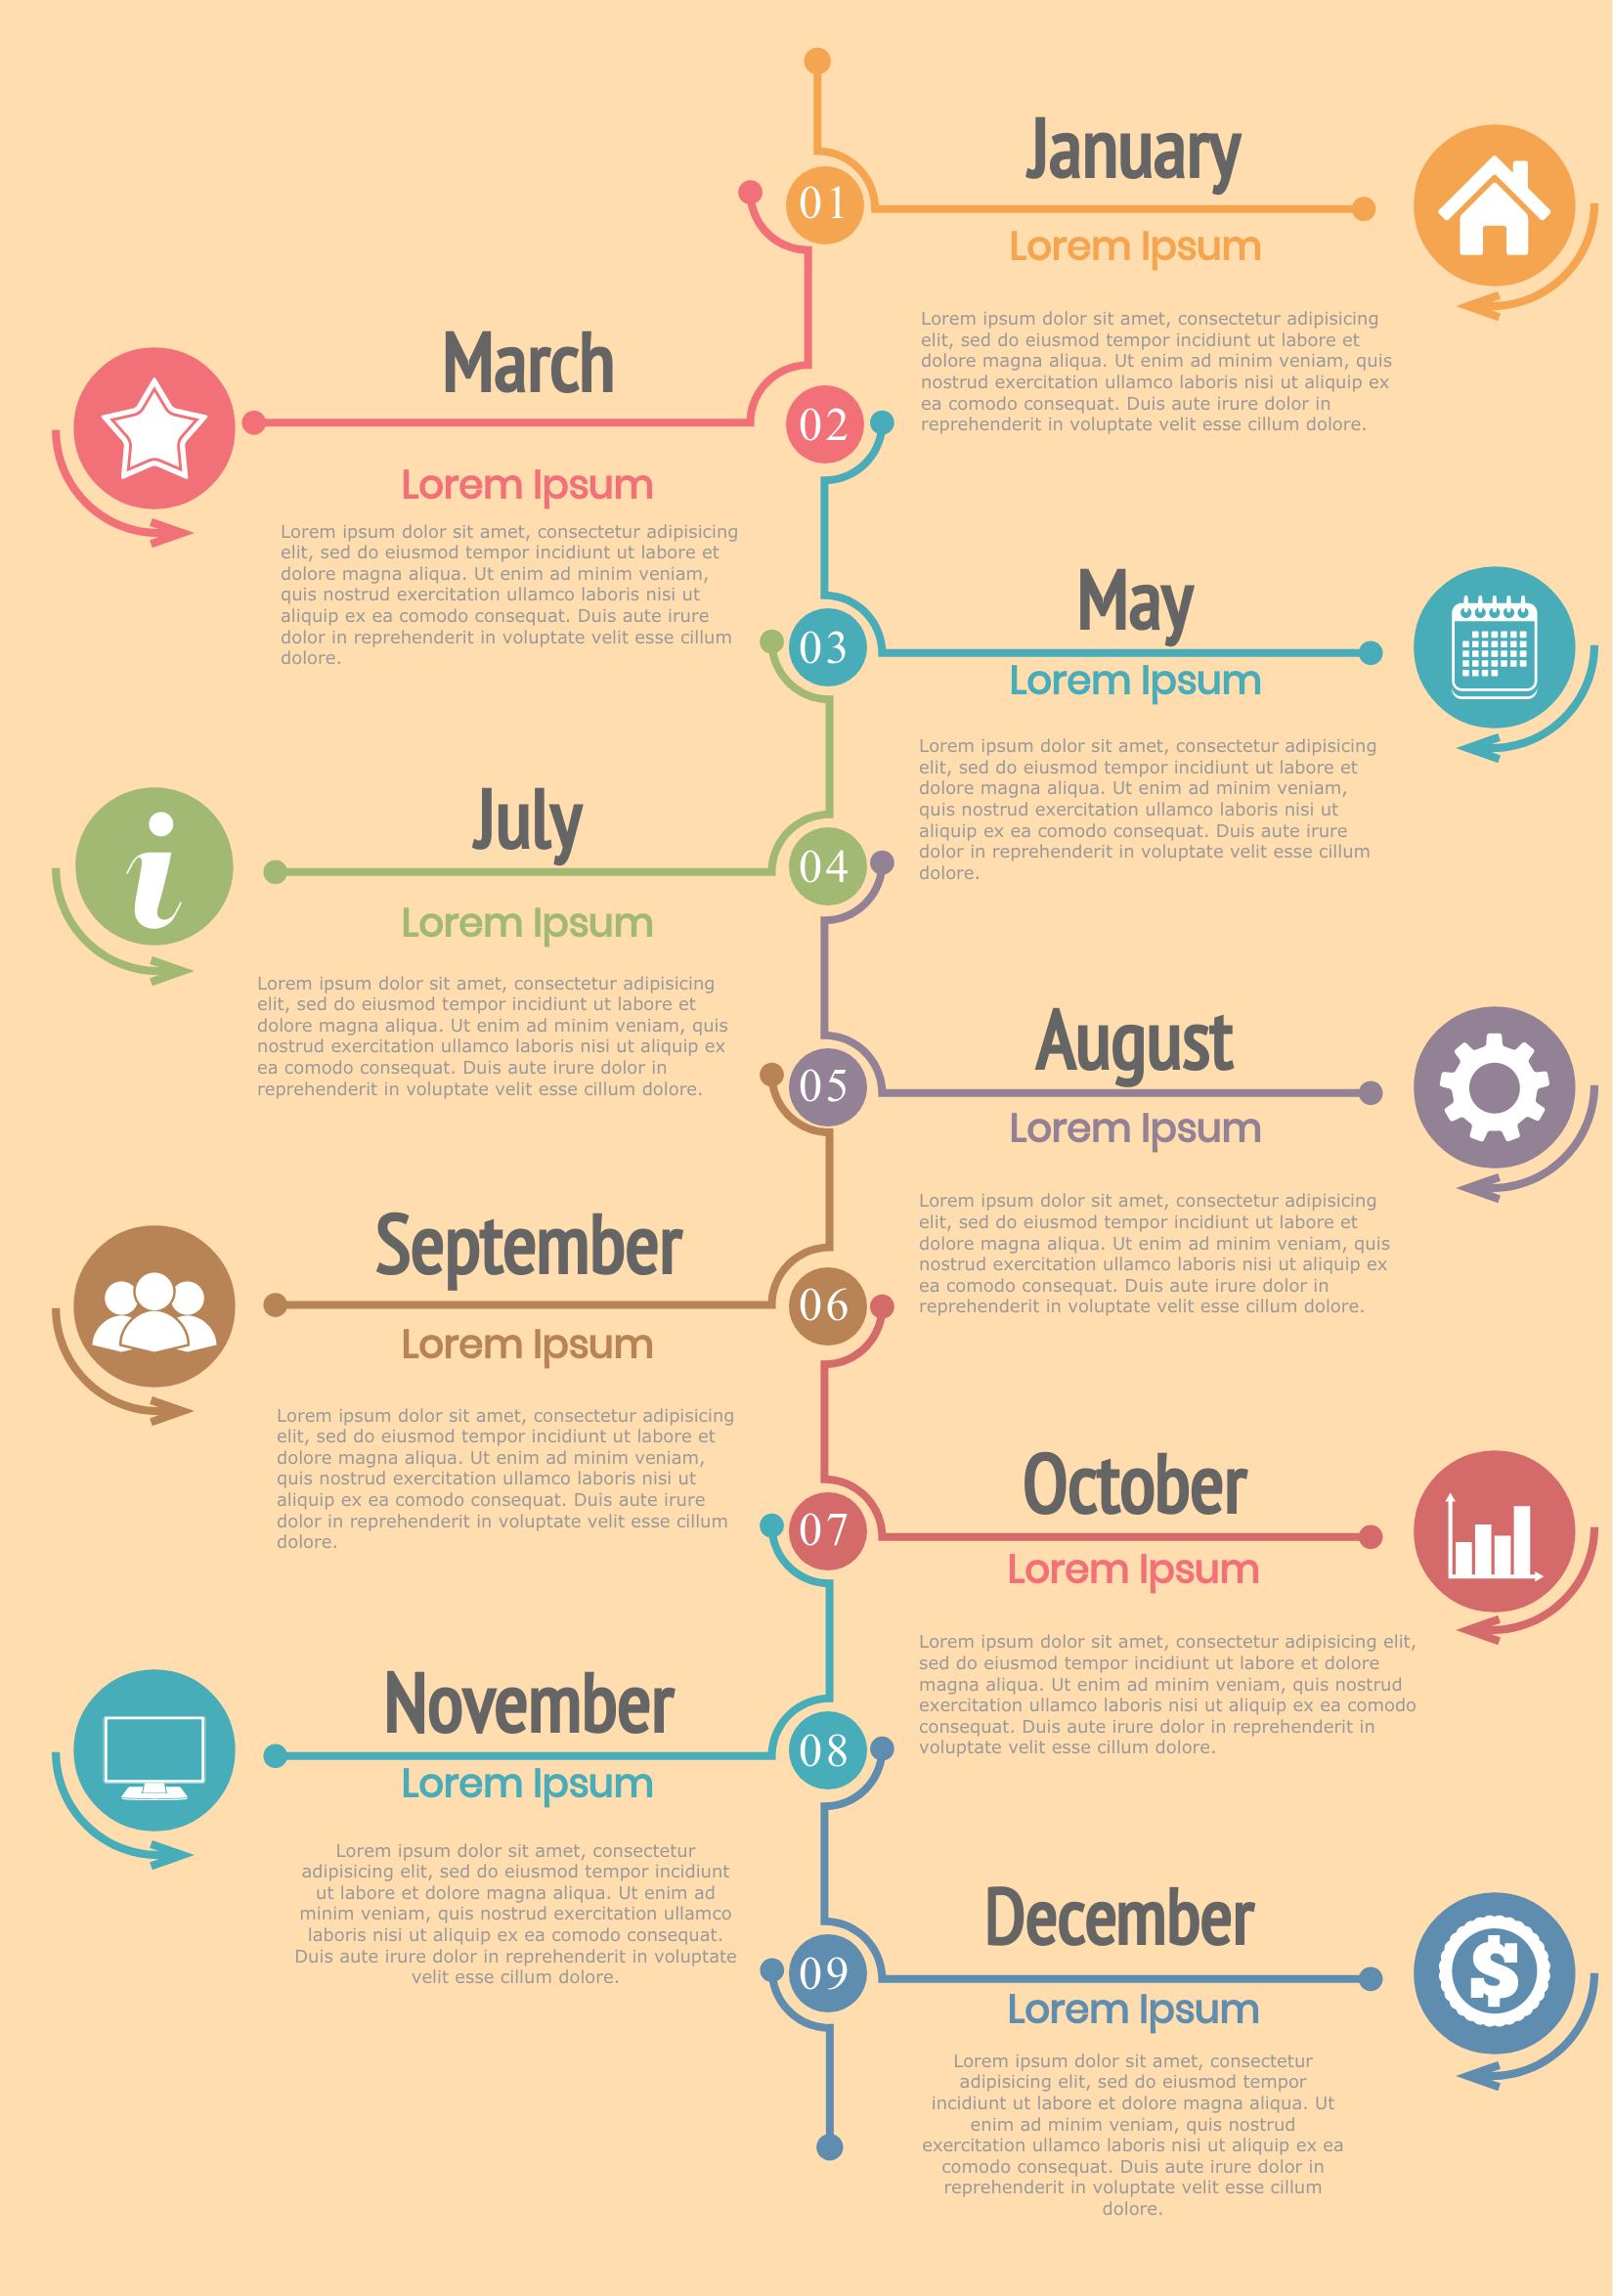 January
01
Lorem Ipsum
Lorem ipsum dolor sit amet, consectetur adipisicing
elit, sed do eiusmod tempor incidiunt ut labore et
dolore magna aliqua. Ut enim ad minim veniam, quis
nostrud exercitation ullamco laboris nisi ut aliquip ex
ea comodo consequat. Duis aute irure dolor in
reprehenderit in voluptate velit esse cillum dolore.
March
02
Lorem Ipsum
Lorem ipsum dolor sit amet, consectetur adipisicing
elit, sed do eiusmod tempor incidiunt ut labore et
dolore magna aliqua. Ut enim ad minim veniam,
quis nostrud exercitation ullamco laboris nisi ut
aliquip ex ea comodo consequat. Duis aute irure
dolor in reprehenderit in voluptate velit esse cillum
dolore.
May
03
Lorem Ipsum
Lorem ipsum dolor sit amet, consectetur adipisicing
elit, sed do eiusmod tempor incidiunt ut labore et
dolore magna aliqua. Ut enim ad minim veniam,
quis nostrud exercitation ullamco laboris nisi ut
aliquip ex ea comodo consequat. Duis aute irure
dolor in reprehenderit in voluptate velit esse cillum
dolore.
i
July
04
Lorem Ipsum
Lorem ipsum dolor sit amet, consectetur adipisicing
elit, sed do eiusmod tempor incidiunt ut labore et
dolore magna aliqua. Ut enim ad minim veniam, quis
nostrud exercitation ullamco laboris nisi ut aliquip ex
ea comodo consequat. Duis aute irure dolor in
reprehenderit in voluptate velit esse cillum dolore.
August
05
Lorem Ipsum
Lorem ipsum dolor sit amet, consectetur adipisicing
elit, sed do eiusmod tempor incidiunt ut labore et
dolore magna aliqua. Ut enim ad minim veniam, quis
nostrud exercitation ullamco laboris nisi ut aliquip ex
ea comodo consequat. Duis aute irure dolor in
reprehenderit in voluptate velit esse cillum dolore.
September
06
Lorem Ipsum
Lorem ipsum dolor sit amet, consectetur adipisicing
elit, sed do eiusmod tempor incidiunt ut labore et
dolore magna aliqua. Ut enim ad minim veniam,
quis nostrud exercitation ullamco laboris nisi ut
aliquip ex ea comodo consequat. Duis aute irure
dolor in reprehenderit in voluptate velit esse cillum
dolore.
October
07
Lorem Ipsum
Lorem ipsum dolor sit amet, consectetur adipisicing elit,
sed do eiusmod tempor incidiunt ut labore et dolore
magna aliqua. Ut enim ad minim veniam, quis nostrud
exercitation ullamco laboris nisi ut aliquip ex ea comodo
consequat. Duis aute irure dolor in reprehenderit in
voluptate velit esse cillum dolore.
November
08
Lorem Ipsum
Lorem ipsum dolor sit amet, consectetur
adipisicing elit, sed do eiusmod tempor incidiunt
ut labore et dolore magna aliqua. Ut enim ad
minim veniam, quis nostrud exercitation ullamco
laboris nisi ut aliquip ex ea comodo consequat.
Duis aute irure dolor in reprehenderit in voluptate
velit esse cillum dolore.
December
09
$
Lorem Ipsum
Lorem ipsum dolor sit amet, consectetur
adipisicing elit, sed do eiusmod tempor
incidiunt ut labore et dolore magna aliqua. Ut
enim ad minim veniam, quis nostrud
exercitation ullamco laboris nisi ut aliquip ex ea
comodo consequat. Duis aute irure dolor in
reprehenderit in voluptate velit esse cillum
dolore.